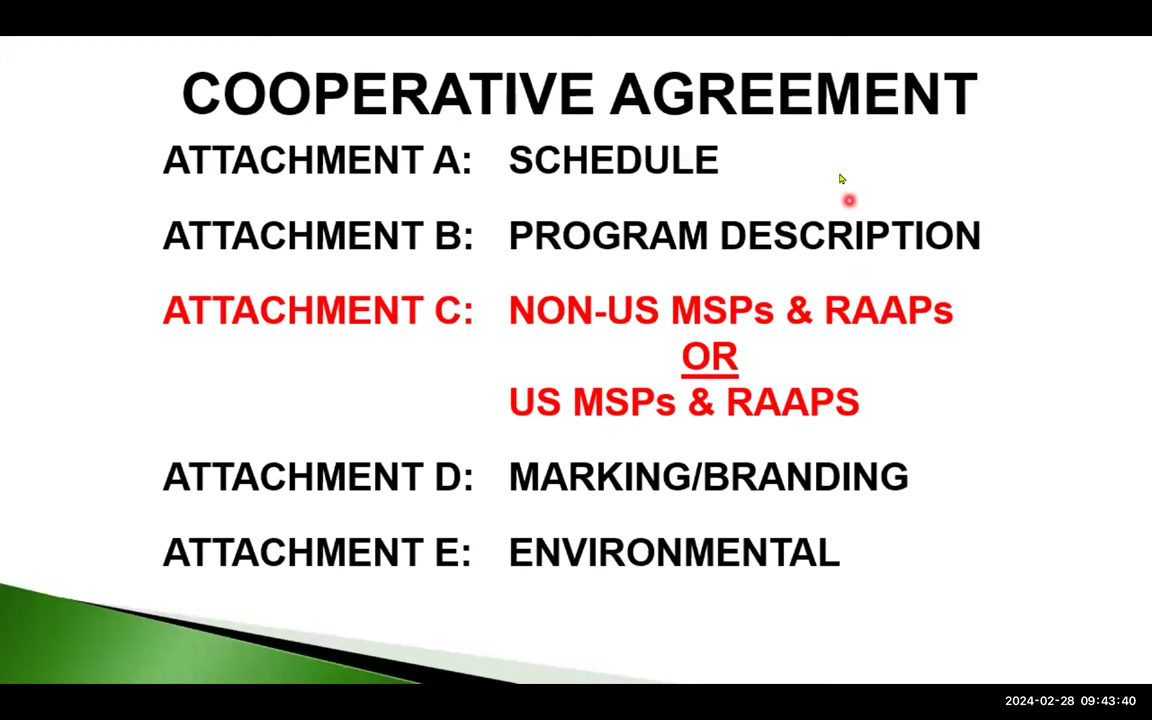 COOPERATIVE AGREEMENT
ATTACHMENT A: SCHEDULE
ATTACHMENT B: PROGRAM DESCRIPTION
ATTACHMENT C: NON-US MSPs & RAAPs
OR
US MSPs & RAAPS
ATTACHMENT D: MARKING/BRANDING
ATTACHMENT E: ENVIRONMENTAL
2024-02-28 09:43:40